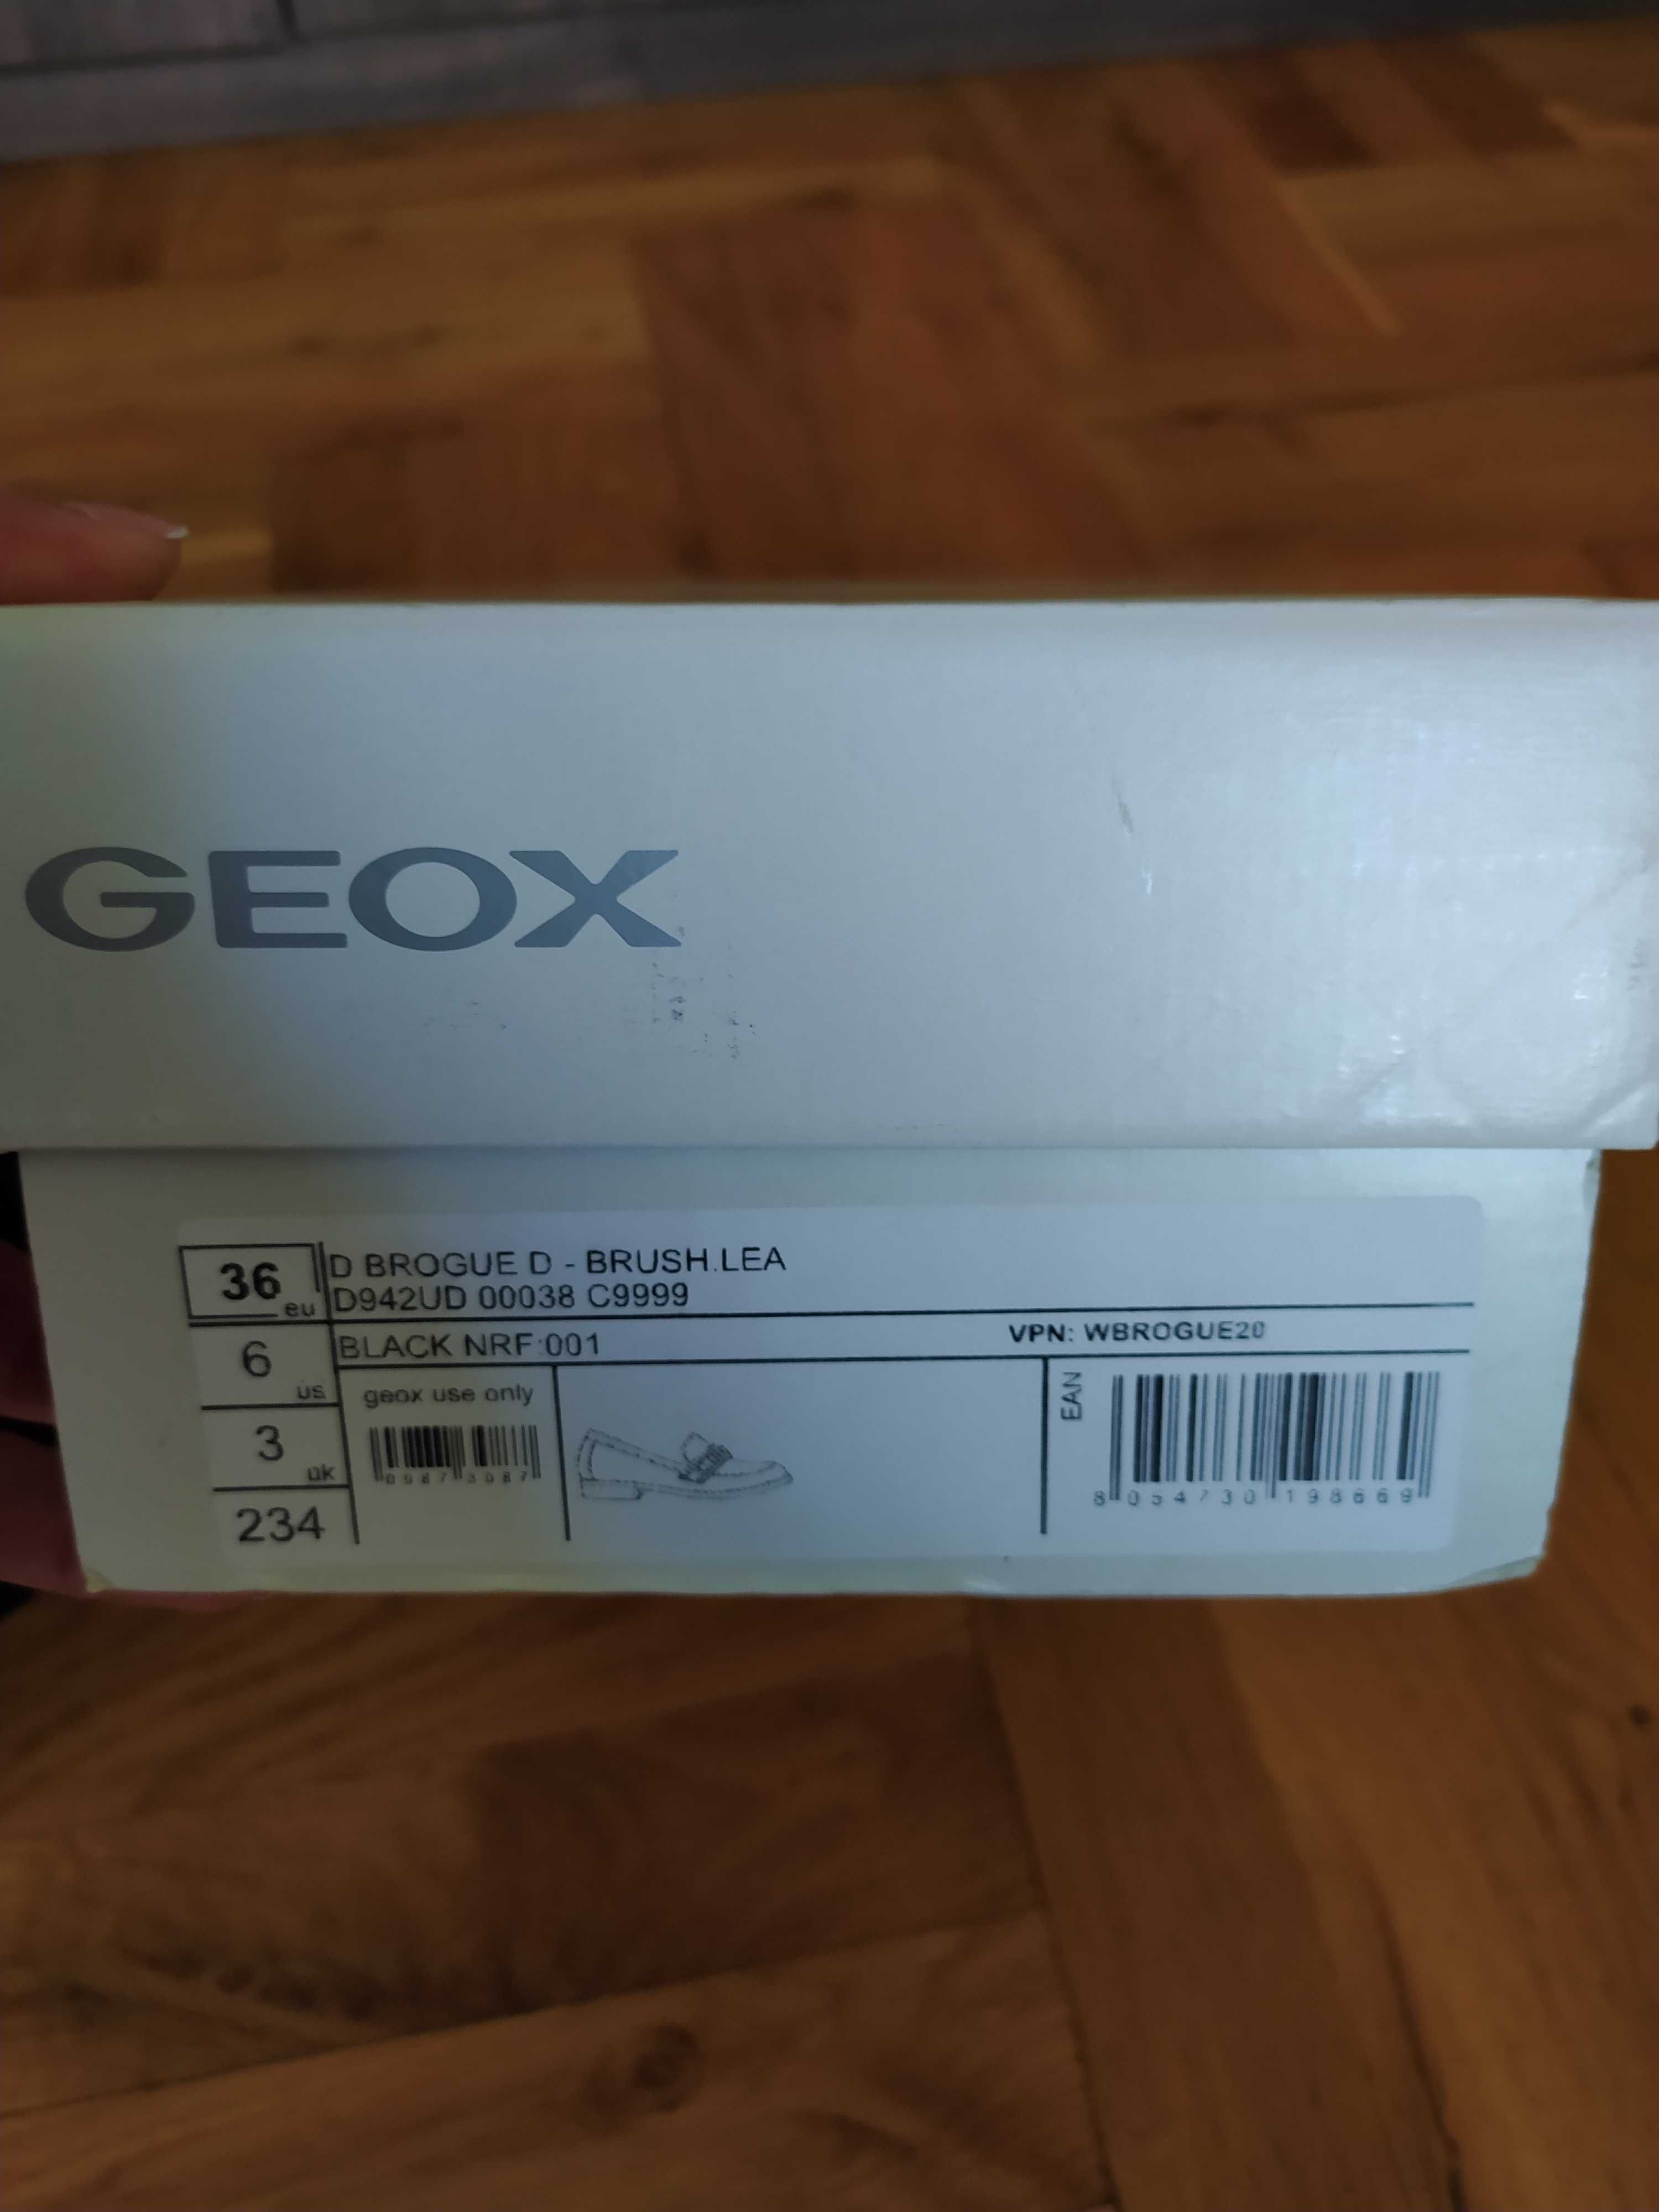 GEOX
36 eu
D BROGUE D - BRUSH.LEA
D942UD 00038 C9999
6 us
BLACK NRF:001
VPN: WBROGUE20
3 uk
geox use only
234
EAN
8 054730 198669